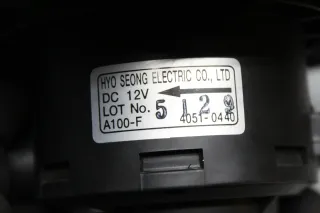 HYO SEONG ELECTRIC CO., LTD
DC 12V
LOT No. 5 1 2 9
A100-F 4051-0440